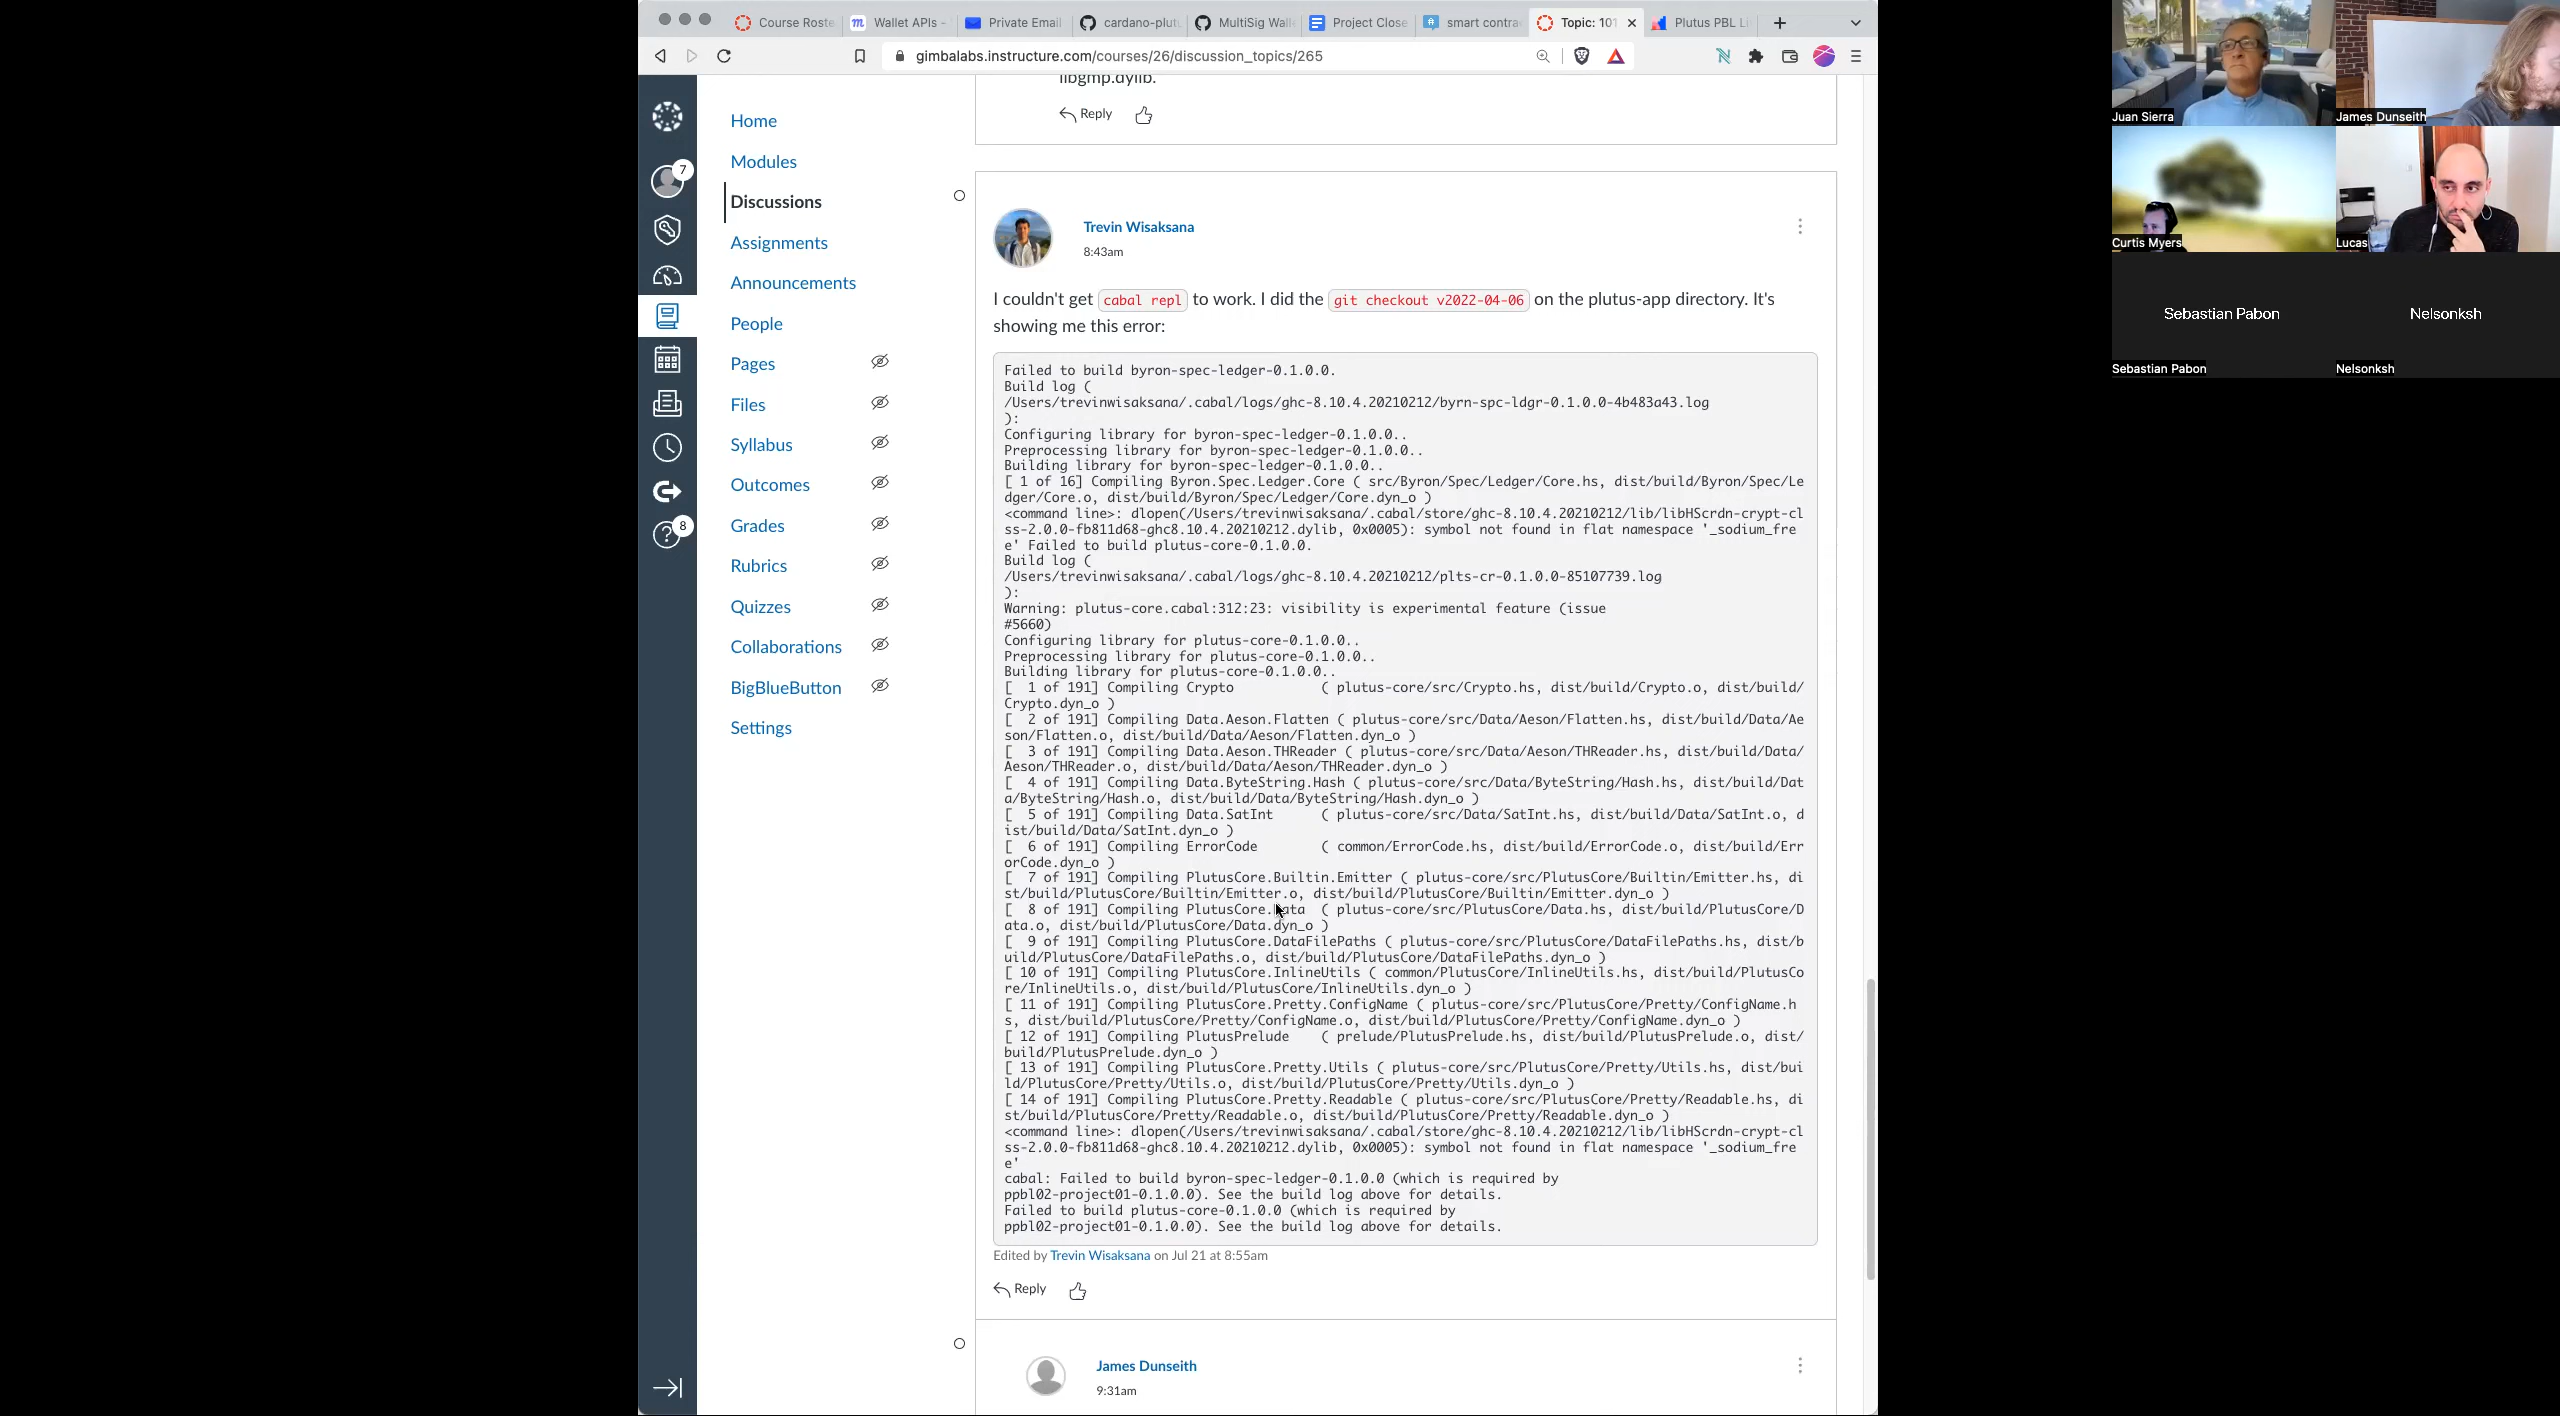 Course Roste
Wallet APIs -
Private Email
cardano-plut
MultiSig Wall
Project Close
smart contra
Topic: 101
Plutus PBL Li
gimbalabs.instructure.com/courses/26/discussion_topics/265
7
8
Home
Modules
Discussions
Assignments
Announcements
People
Pages
Files
Syllabus
Outcomes
Grades
Rubrics
Quizzes
Collaborations
BigBlueButton
Settings
libgmp.dylib.
Reply
Trevin Wisaksana
8:43am
I couldn't get cabal repl to work. I did the git checkout v2022-04-06 on the plutus-app directory. It's
showing me this error:
Failed to build byron-spec-ledger-0.1.0.0.
Build log (
/Users/trevinwisaksana/.cabal/logs/ghc-8.10.4.20210212/byrn-spc-ldgr-0.1.0.0-4b483a43.log
):
Configuring library for byron-spec-ledger-0.1.0.0..
Preprocessing library for byron-spec-ledger-0.1.0.0..
Building library for byron-spec-ledger-0.1.0.0..
[ 1 of 16] Compiling Byron.Spec.Ledger.Core ( src/Byron/Spec/Ledger/Core.hs, dist/build/Byron/Spec/Le
dger/Core.o, dist/build/Byron/Spec/Ledger/Core.dyn_o )
<command line>: dlopen(/Users/trevinwisaksana/.cabal/store/ghc-8.10.4.20210212/lib/libHScrdn-crypt-cl
ss-2.0.0-fb811d68-ghc8.10.4.20210212.dylib, 0x0005): symbol not found in flat namespace '_sodium_fre
e' Failed to build plutus-core-0.1.0.0.
Build log (
/Users/trevinwisaksana/.cabal/logs/ghc-8.10.4.20210212/plts-cr-0.1.0.0-85107739.log
):
Warning: plutus-core.cabal:312:23: visibility is experimental feature (issue
#5660)
Configuring library for plutus-core-0.1.0.0..
Preprocessing library for plutus-core-0.1.0.0..
Building library for plutus-core-0.1.0.0..
[  1 of 191] Compiling Crypto           ( plutus-core/src/Crypto.hs, dist/build/Crypto.o, dist/build/
Crypto.dyn_o )
[  2 of 191] Compiling Data.Aeson.Flatten ( plutus-core/src/Data/Aeson/Flatten.hs, dist/build/Data/Ae
son/Flatten.o, dist/build/Data/Aeson/Flatten.dyn_o )
[  3 of 191] Compiling Data.Aeson.THReader ( plutus-core/src/Data/Aeson/THReader.hs, dist/build/Data/
Aeson/THReader.o, dist/build/Data/Aeson/THReader.dyn_o )
[  4 of 191] Compiling Data.ByteString.Hash ( plutus-core/src/Data/ByteString/Hash.hs, dist/build/Dat
a/ByteString/Hash.o, dist/build/Data/ByteString/Hash.dyn_o )
[  5 of 191] Compiling Data.SatInt      ( plutus-core/src/Data/SatInt.hs, dist/build/Data/SatInt.o, d
ist/build/Data/SatInt.dyn_o )
[  6 of 191] Compiling ErrorCode        ( common/ErrorCode.hs, dist/build/ErrorCode.o, dist/build/Err
orCode.dyn_o )
[  7 of 191] Compiling PlutusCore.Builtin.Emitter ( plutus-core/src/PlutusCore/Builtin/Emitter.hs, di
st/build/PlutusCore/Builtin/Emitter.o, dist/build/PlutusCore/Builtin/Emitter.dyn_o )
[  8 of 191] Compiling PlutusCore.Data  ( plutus-core/src/PlutusCore/Data.hs, dist/build/PlutusCore/D
ata.o, dist/build/PlutusCore/Data.dyn_o )
[  9 of 191] Compiling PlutusCore.DataFilePaths ( plutus-core/src/PlutusCore/DataFilePaths.hs, dist/b
uild/PlutusCore/DataFilePaths.o, dist/build/PlutusCore/DataFilePaths.dyn_o )
[ 10 of 191] Compiling PlutusCore.InlineUtils ( common/PlutusCore/InlineUtils.hs, dist/build/PlutusCo
re/InlineUtils.o, dist/build/PlutusCore/InlineUtils.dyn_o )
[ 11 of 191] Compiling PlutusCore.Pretty.ConfigName ( plutus-core/src/PlutusCore/Pretty/ConfigName.h
s, dist/build/PlutusCore/Pretty/ConfigName.o, dist/build/PlutusCore/Pretty/ConfigName.dyn_o )
[ 12 of 191] Compiling PlutusPrelude    ( prelude/PlutusPrelude.hs, dist/build/PlutusPrelude.o, dist/
build/PlutusPrelude.dyn_o )
[ 13 of 191] Compiling PlutusCore.Pretty.Utils ( plutus-core/src/PlutusCore/Pretty/Utils.hs, dist/bui
ld/PlutusCore/Pretty/Utils.o, dist/build/PlutusCore/Pretty/Utils.dyn_o )
[ 14 of 191] Compiling PlutusCore.Pretty.Readable ( plutus-core/src/PlutusCore/Pretty/Readable.hs, di
st/build/PlutusCore/Pretty/Readable.o, dist/build/PlutusCore/Pretty/Readable.dyn_o )
<command line>: dlopen(/Users/trevinwisaksana/.cabal/store/ghc-8.10.4.20210212/lib/libHScrdn-crypt-cl
ss-2.0.0-fb811d68-ghc8.10.4.20210212.dylib, 0x0005): symbol not found in flat namespace '_sodium_fre
e'
cabal: Failed to build byron-spec-ledger-0.1.0.0 (which is required by
ppbl02-project01-0.1.0.0). See the build log above for details.
Failed to build plutus-core-0.1.0.0 (which is required by
ppbl02-project01-0.1.0.0). See the build log above for details.
Edited by Trevin Wisaksana on Jul 21 at 8:55am
Reply
James Dunseith
9:31am
Juan Sierra
James Dunseith
Curtis Myers
Lucas
Sebastian Pabon
Nelsonksh
Sebastian Pabon
Nelsonksh